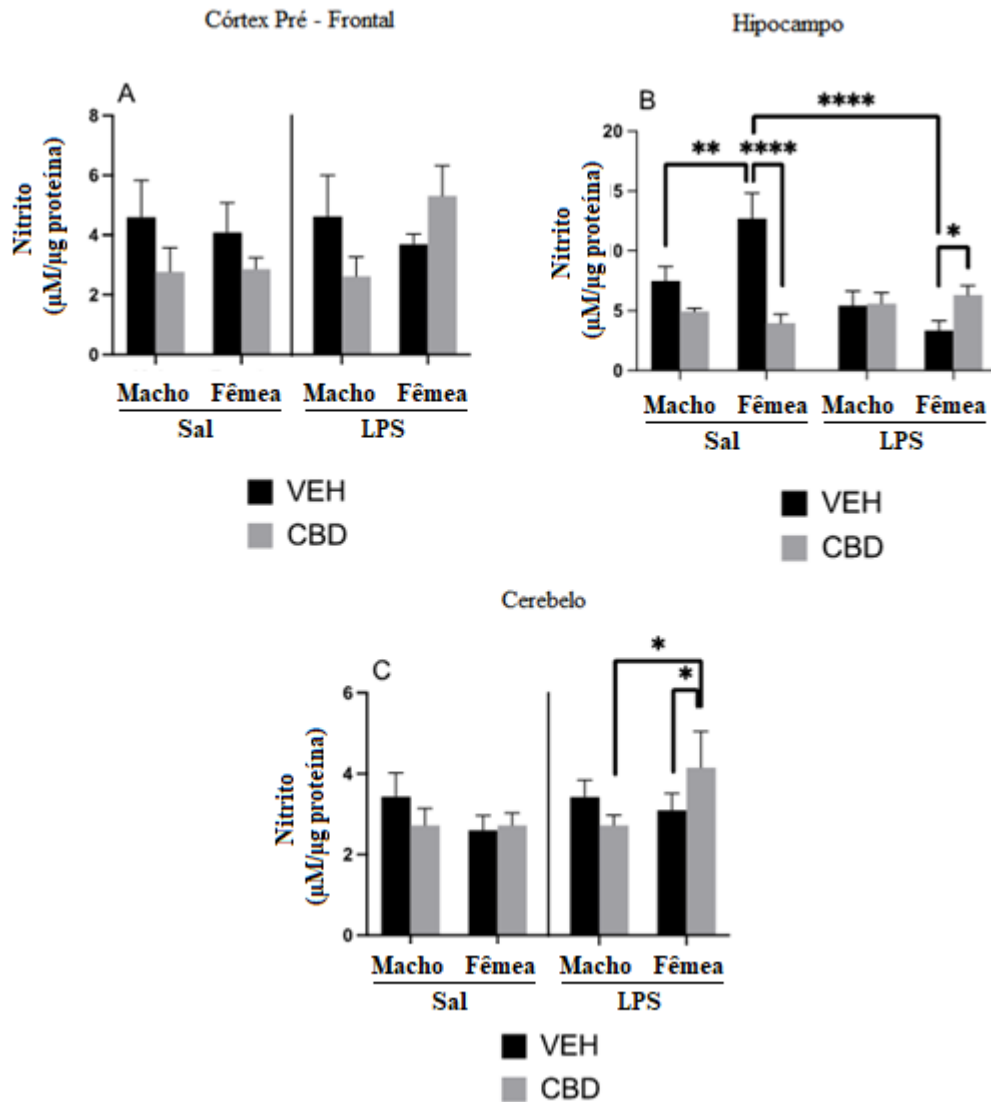 Córtex Pré - Frontal
Hipocampo
A
Nitrito
(µM/µg proteína)
8
6
4
2
0
Macho Fêmea Macho Fêmea
Sal LPS
VEH
CBD
B
Nitrito
(µM/µg proteína)
20
15
10
5
0
****
** ****
*
Macho Fêmea Macho Fêmea
Sal LPS
VEH
CBD
Cerebelo
C
Nitrito
(µM/µg proteína)
6
4
2
0
*
*
Macho Fêmea Macho Fêmea
Sal LPS
VEH
CBD